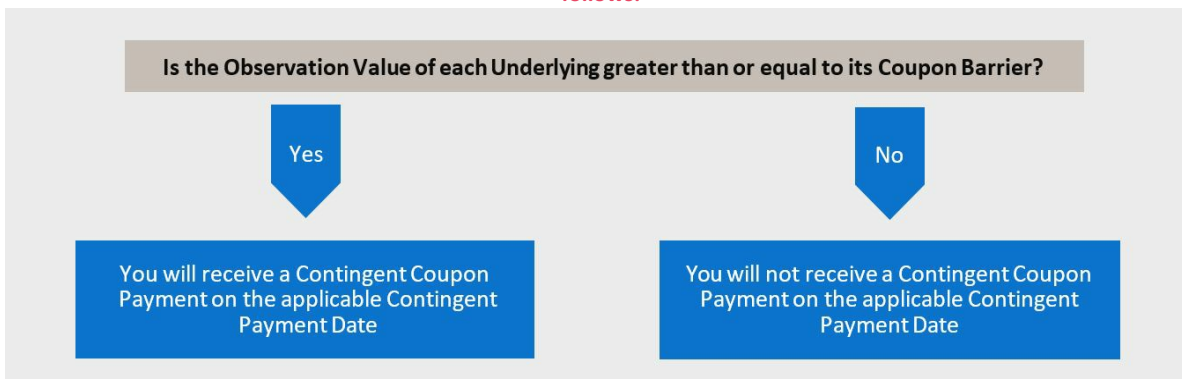 Is the Observation Value of each Underlying greater than or equal to its Coupon Barrier?
Yes
No
You will receive a Contingent Coupon
Payment on the applicable Contingent
Payment Date
You will not receive a Contingent Coupon
Payment on the applicable Contingent
Payment Date